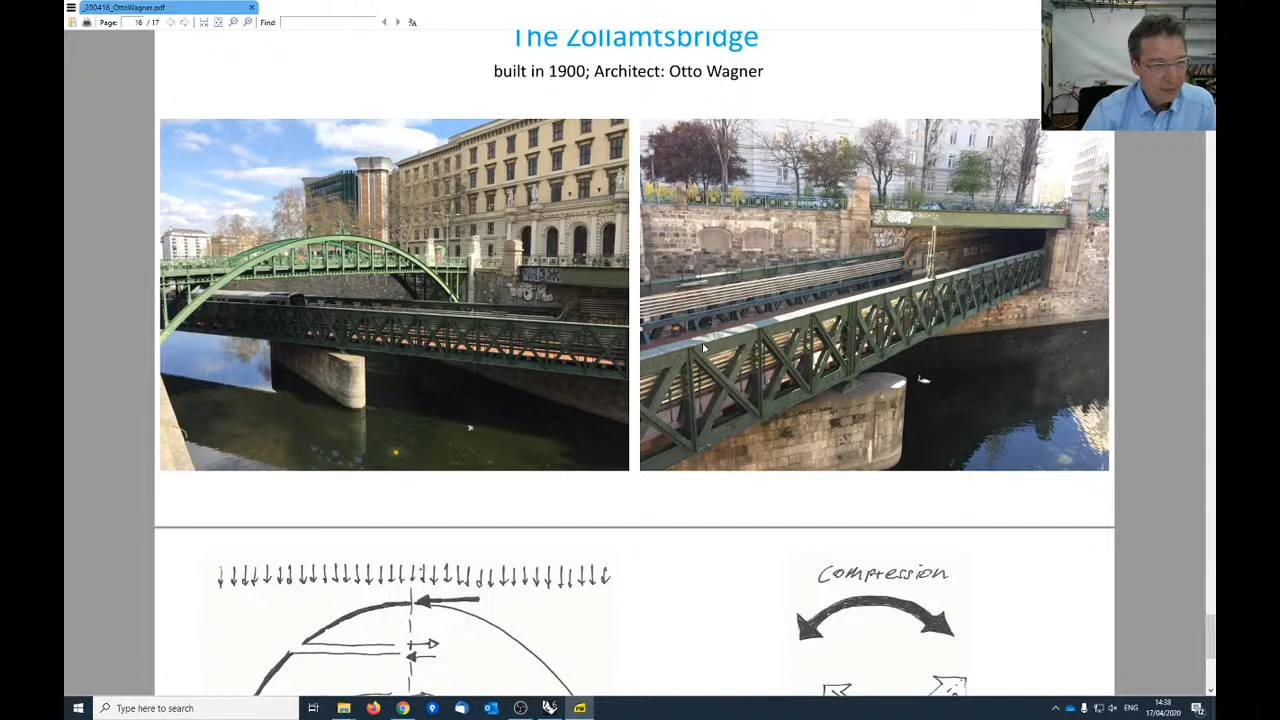 _200416_OttoWagner.pdf
Page: 16 / 17 Find:
The Zollamtsbridge
built in 1900; Architect: Otto Wagner
Compression
Type here to search
ENG
14:38
17/04/2020